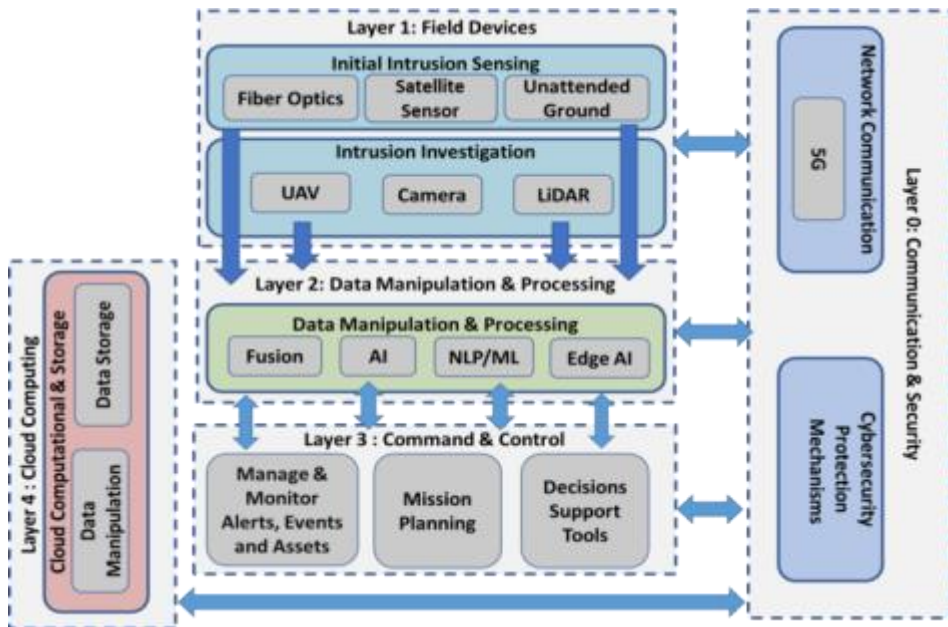 Layer 1: Field Devices
Initial Intrusion Sensing
Fiber Optics
Satellite
Sensor
Unattended
Ground
Intrusion Investigation
UAV
Camera
LiDAR
Layer 2: Data Manipulation & Processing
Data Manipulation & Processing
Fusion
AI
NLP/ML
Edge AI
Layer 3 : Command & Control
Manage &
Monitor
Alerts, Events
and Assets
Mission
Planning
Decisions
Support
Tools
Layer 4 : Cloud Computing
Cloud Computational & Storage
Data Storage
Data
Manipulation
Layer 0: Communication & Security
Network Communication
5G
Cybersecurity
Protection
Mechanisms